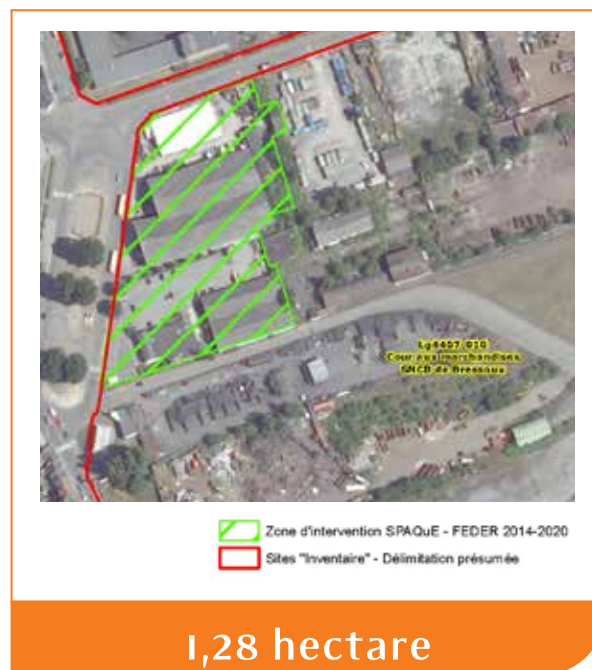 Lg4407-010
Cour aux marchandises
SNCB de Bressoux
Zone d'intervention SPAQuE - FEDER 2014-2020
Sites "Inventaire" - Délimitation présumée
1,28 hectare